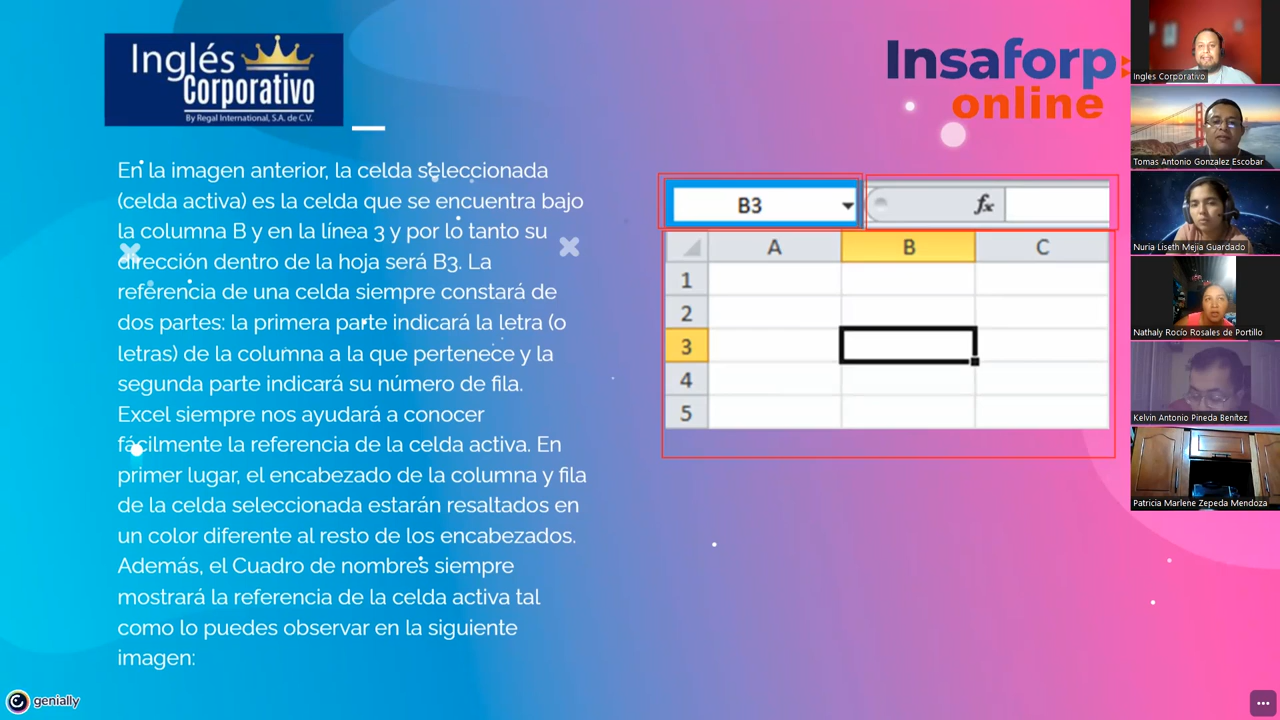 Inglés
Corporativo
By Regal International, S.A. de C.V.
Insaforp
online
En la imagen anterior, la celda seleccionada
(celda activa) es la celda que se encuentra bajo
la columna B y en la línea 3 y por lo tanto su
dirección dentro de la hoja será B3. La
referencia de una celda siempre constará de
dos partes: la primera parte indicará la letra (o
letras) de la columna a la que pertenece y la
segunda parte indicará su número de fila.
Excel siempre nos ayudará a conocer
fácilmente la referencia de la celda activa. En
primer lugar, el encabezado de la columna y fila
de la celda seleccionada estarán resaltados en
un color diferente al resto de los encabezados.
Además, el Cuadro de nombres siempre
mostrará la referencia de la celda activa tal
como lo puedes observar en la siguiente
imagen:
B3 fx
A B C
1
2
3
4
5
Ingles Corporativo
Tomas Antonio Gonzalez Escobar
Nuria Liseth Mejia Guardado
Nathaly Rocío Rosales de Portillo
Kelvin Antonio Pineda Benítez
Patricia Marlene Zepeda Mendoza
genially